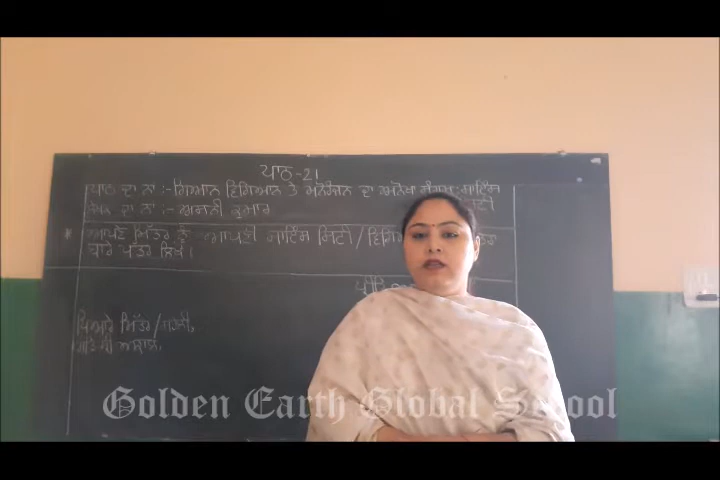 ਪਾਠ-21
ਪਾਠ ਦਾ ਨਾਂ :- ਗਿਆਨ ਵਿਗਿਆਨ ਤੇ ਮਨੋਰੰਜਨ ਦਾ ਅਨੋਖਾ ਸੰਗਮ : ਸਾਇੰਸ
ਸਿਟੀ
ਲੇਖਕ ਦਾ ਨਾਂ :- ਅਸ਼ਨੀ ਕੁਮਾਰ
ਆਪਣੇ ਮਿੱਤਰ ਨੂੰ ਆਪਣੀ ਸਾਇੰਸ ਸਿਟੀ /
ਬਾਰੇ ਪੱਤਰ ਲਿਖੋ ।
ਪਿਆਰੇ ਮਿੱਤਰ/ਸਹੇਲੀ,
ਸਤਿ ਸ੍ਰੀ ਅਕਾਲ,
Golden Earth Global School